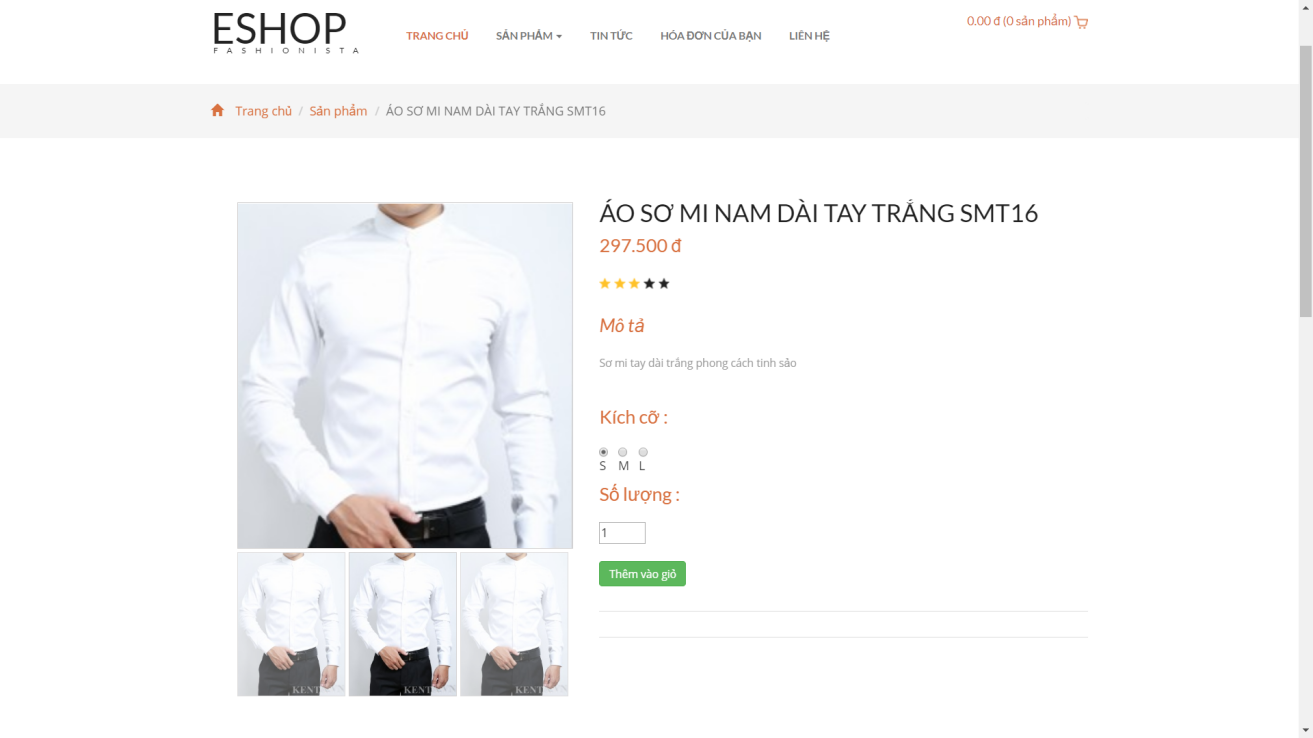 ESHOP
FASHIONISTA
TRANG CHỦ SẢN PHẨM TIN TỨC HÓA ĐƠN CỦA BẠN LIÊN HỆ
0.00 đ (0 sản phẩm)
Trang chủ / Sản phẩm / ÁO SƠ MI NAM DÀI TAY TRẮNG SMT16
ÁO SƠ MI NAM DÀI TAY TRẮNG SMT16
297.500 đ
Mô tả
Sơ mi tay dài trắng phong cách tinh sảo
Kích cỡ :
S M L
Số lượng :
1
Thêm vào giỏ